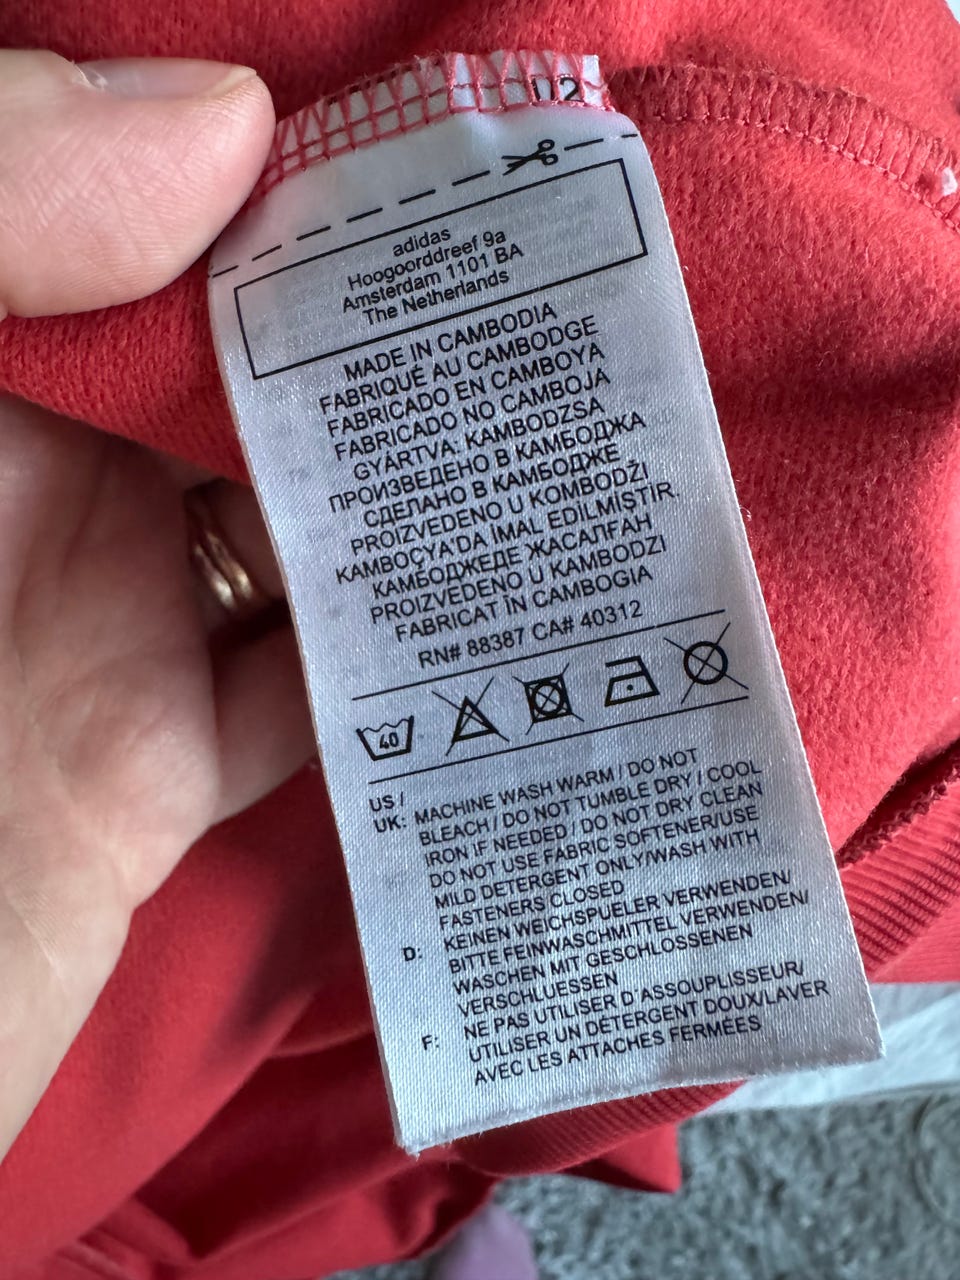 12
adidas
Hoogoorddreef 9a
Amsterdam 1101 BA
The Netherlands
MADE IN CAMBODIA
FABRIQUÉ AU CAMBODGE
FABRICADO EN CAMBOYA
FABRICADO NO CAMBOJA
GYÁRTVA: KAMBODZSA
ПРОИЗВЕДЕНО В КАМБОДЖА
СДЕЛАНО В КАМБОДЖЕ
PROIZVEDENO U KOMBODŽI
KAMBOÇYA'DA İMAL EDİLMİŞTİR.
КАМБОДЖЕДЕ ЖАСАЛҒАН
PROIZVEDENO U KAMBODZI
FABRICAT ÎN CAMBOGIA
RN# 88387 CA# 40312
40
US / UK: MACHINE WASH WARM / DO NOT
BLEACH / DO NOT TUMBLE DRY / COOL
IRON IF NEEDED / DO NOT DRY CLEAN
DO NOT USE FABRIC SOFTENER/USE
MILD DETERGENT ONLY/WASH WITH
FASTENERS CLOSED
D: KEINEN WEICHSPUELER VERWENDEN/
BITTE FEINWASCHMITTEL VERWENDEN/
WASCHEN MIT GESCHLOSSENEN
VERSCHLUESSEN
F: NE PAS UTILISER D'ASSOUPLISSEUR/
UTILISER UN DETERGENT DOUX/LAVER
AVEC LES ATTACHES FERMÉES